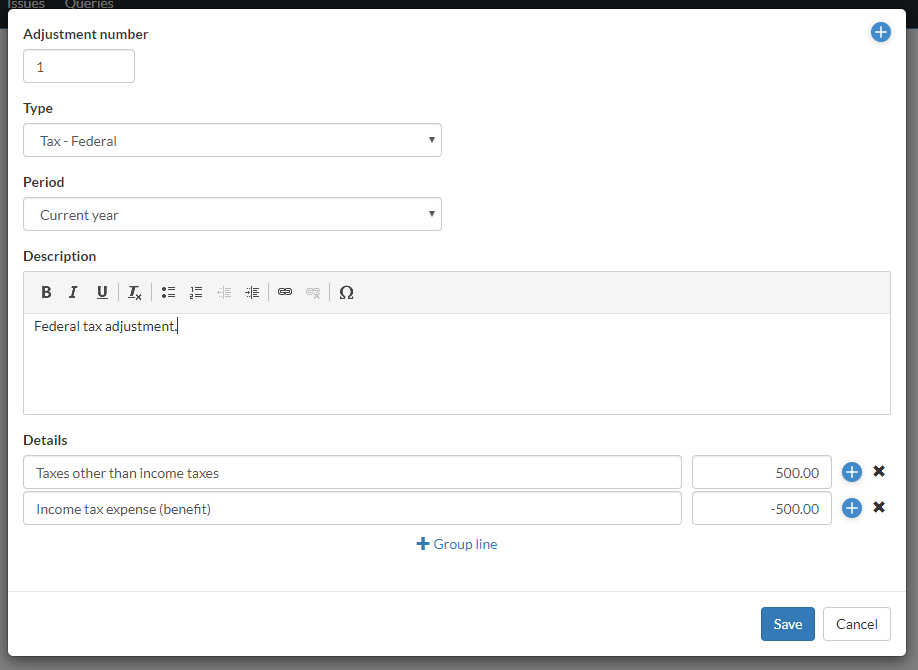 Issues Queries
Adjustment number
1
Type
Tax - Federal
Period
Current year
Description
B I U Tx Ω
Federal tax adjustment.
Details
Taxes other than income taxes 500.00
Income tax expense (benefit) -500.00
Group line
Save Cancel